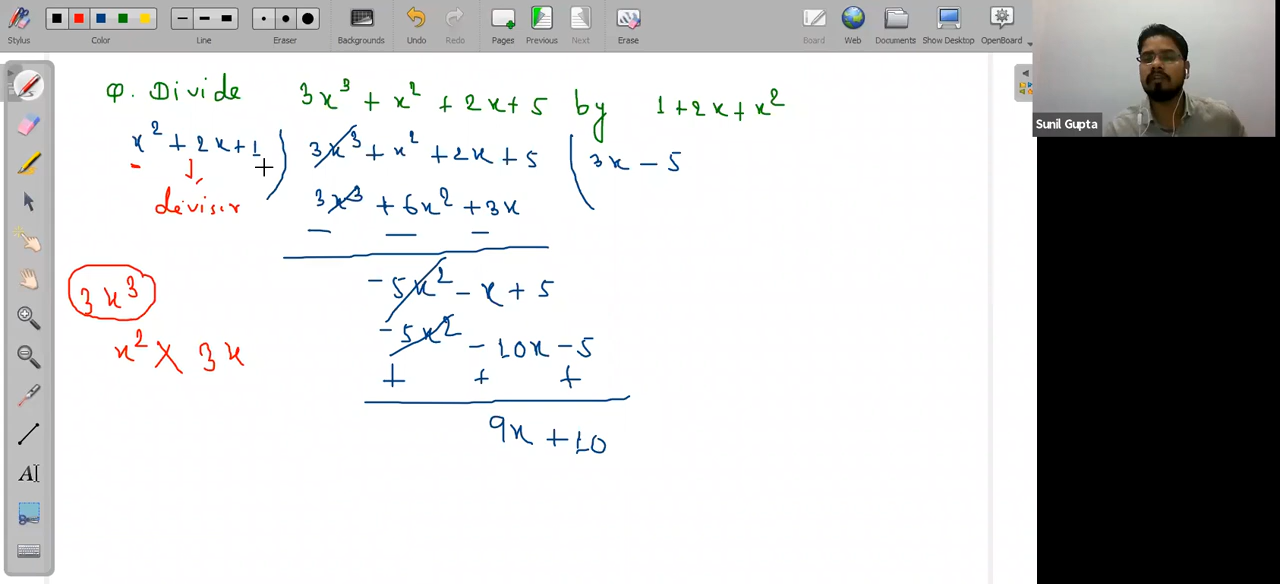 Stylus Color Line Eraser Backgrounds Undo Redo Pages Previous Next Erase Board Web Documents Show Desktop OpenBoard
Q. Divide 3x³ + x² + 2x + 5 by 1 + 2x + x²
Sunil Gupta
x² + 2x + 1 ) 3x³ + x² + 2x + 5 ( 3x - 5
3x³ + 6x² + 3x
devisir
- - -
-5x² - x + 5
3x³
-5x² - 10x - 5
x² × 3x
+ + +
9x + 10